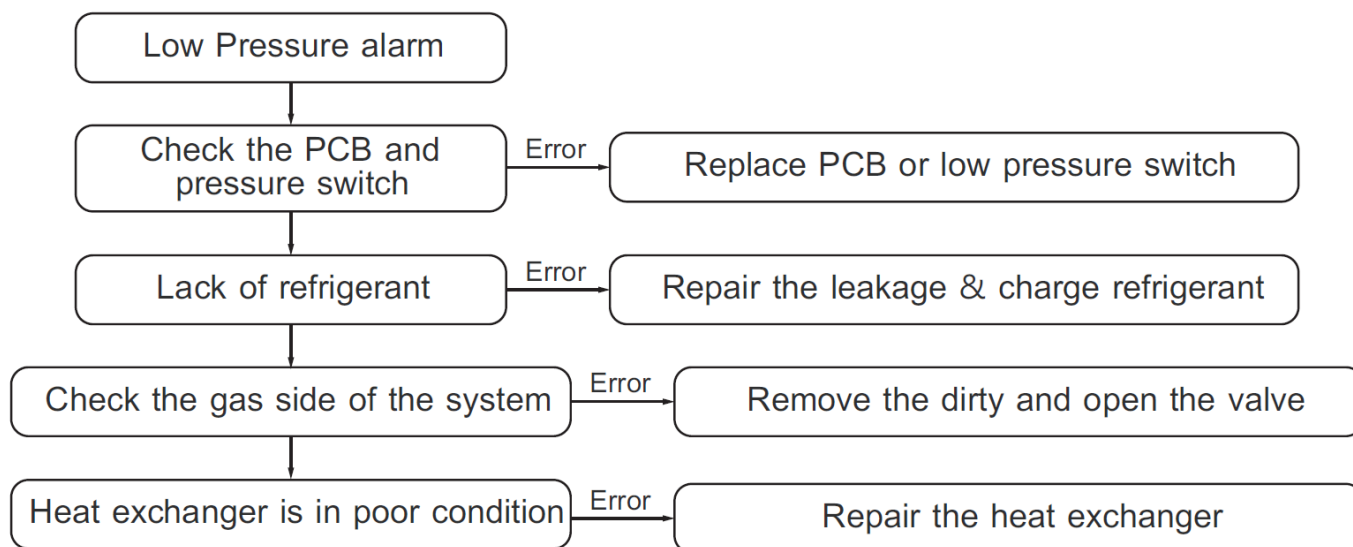 Low Pressure alarm
Check the PCB and
pressure switch
Error
Replace PCB or low pressure switch
Lack of refrigerant
Error
Repair the leakage & charge refrigerant
Check the gas side of the system
Error
Remove the dirty and open the valve
Heat exchanger is in poor condition
Error
Repair the heat exchanger